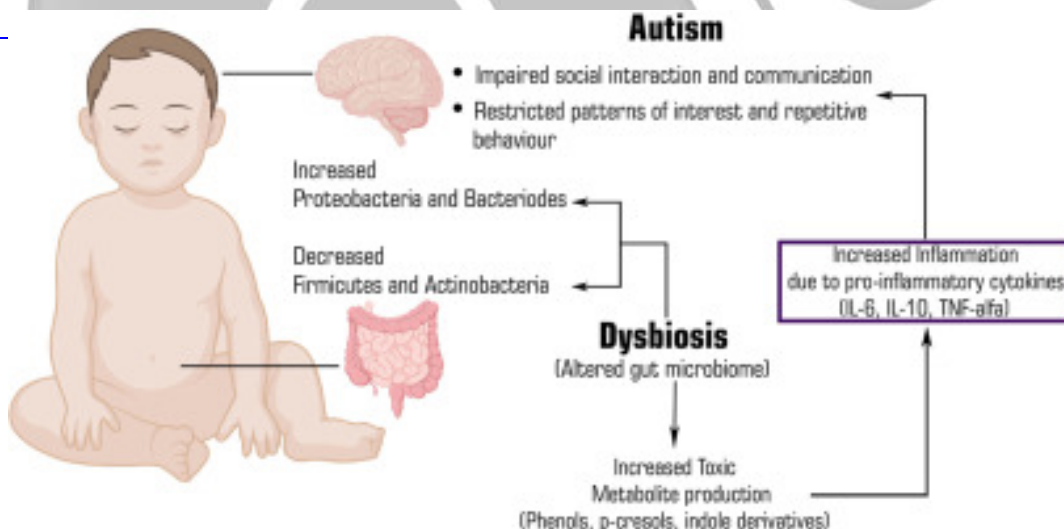 Autism
• Impaired social interaction and communication
• Restricted patterns of interest and repetitive
behaviour
Increased
Proteobacteria and Bacteriodes
Decreased
Firmicutes and Actinobacteria
Increased Inflammation
due to pro-inflammatory cytokines
(IL-6, IL-10, TNF-alfa)
Dysbiosis
(Altered gut microbiome)
Increased Toxic
Metabolite production
(Phenols, p-cresols, indole derivatives)